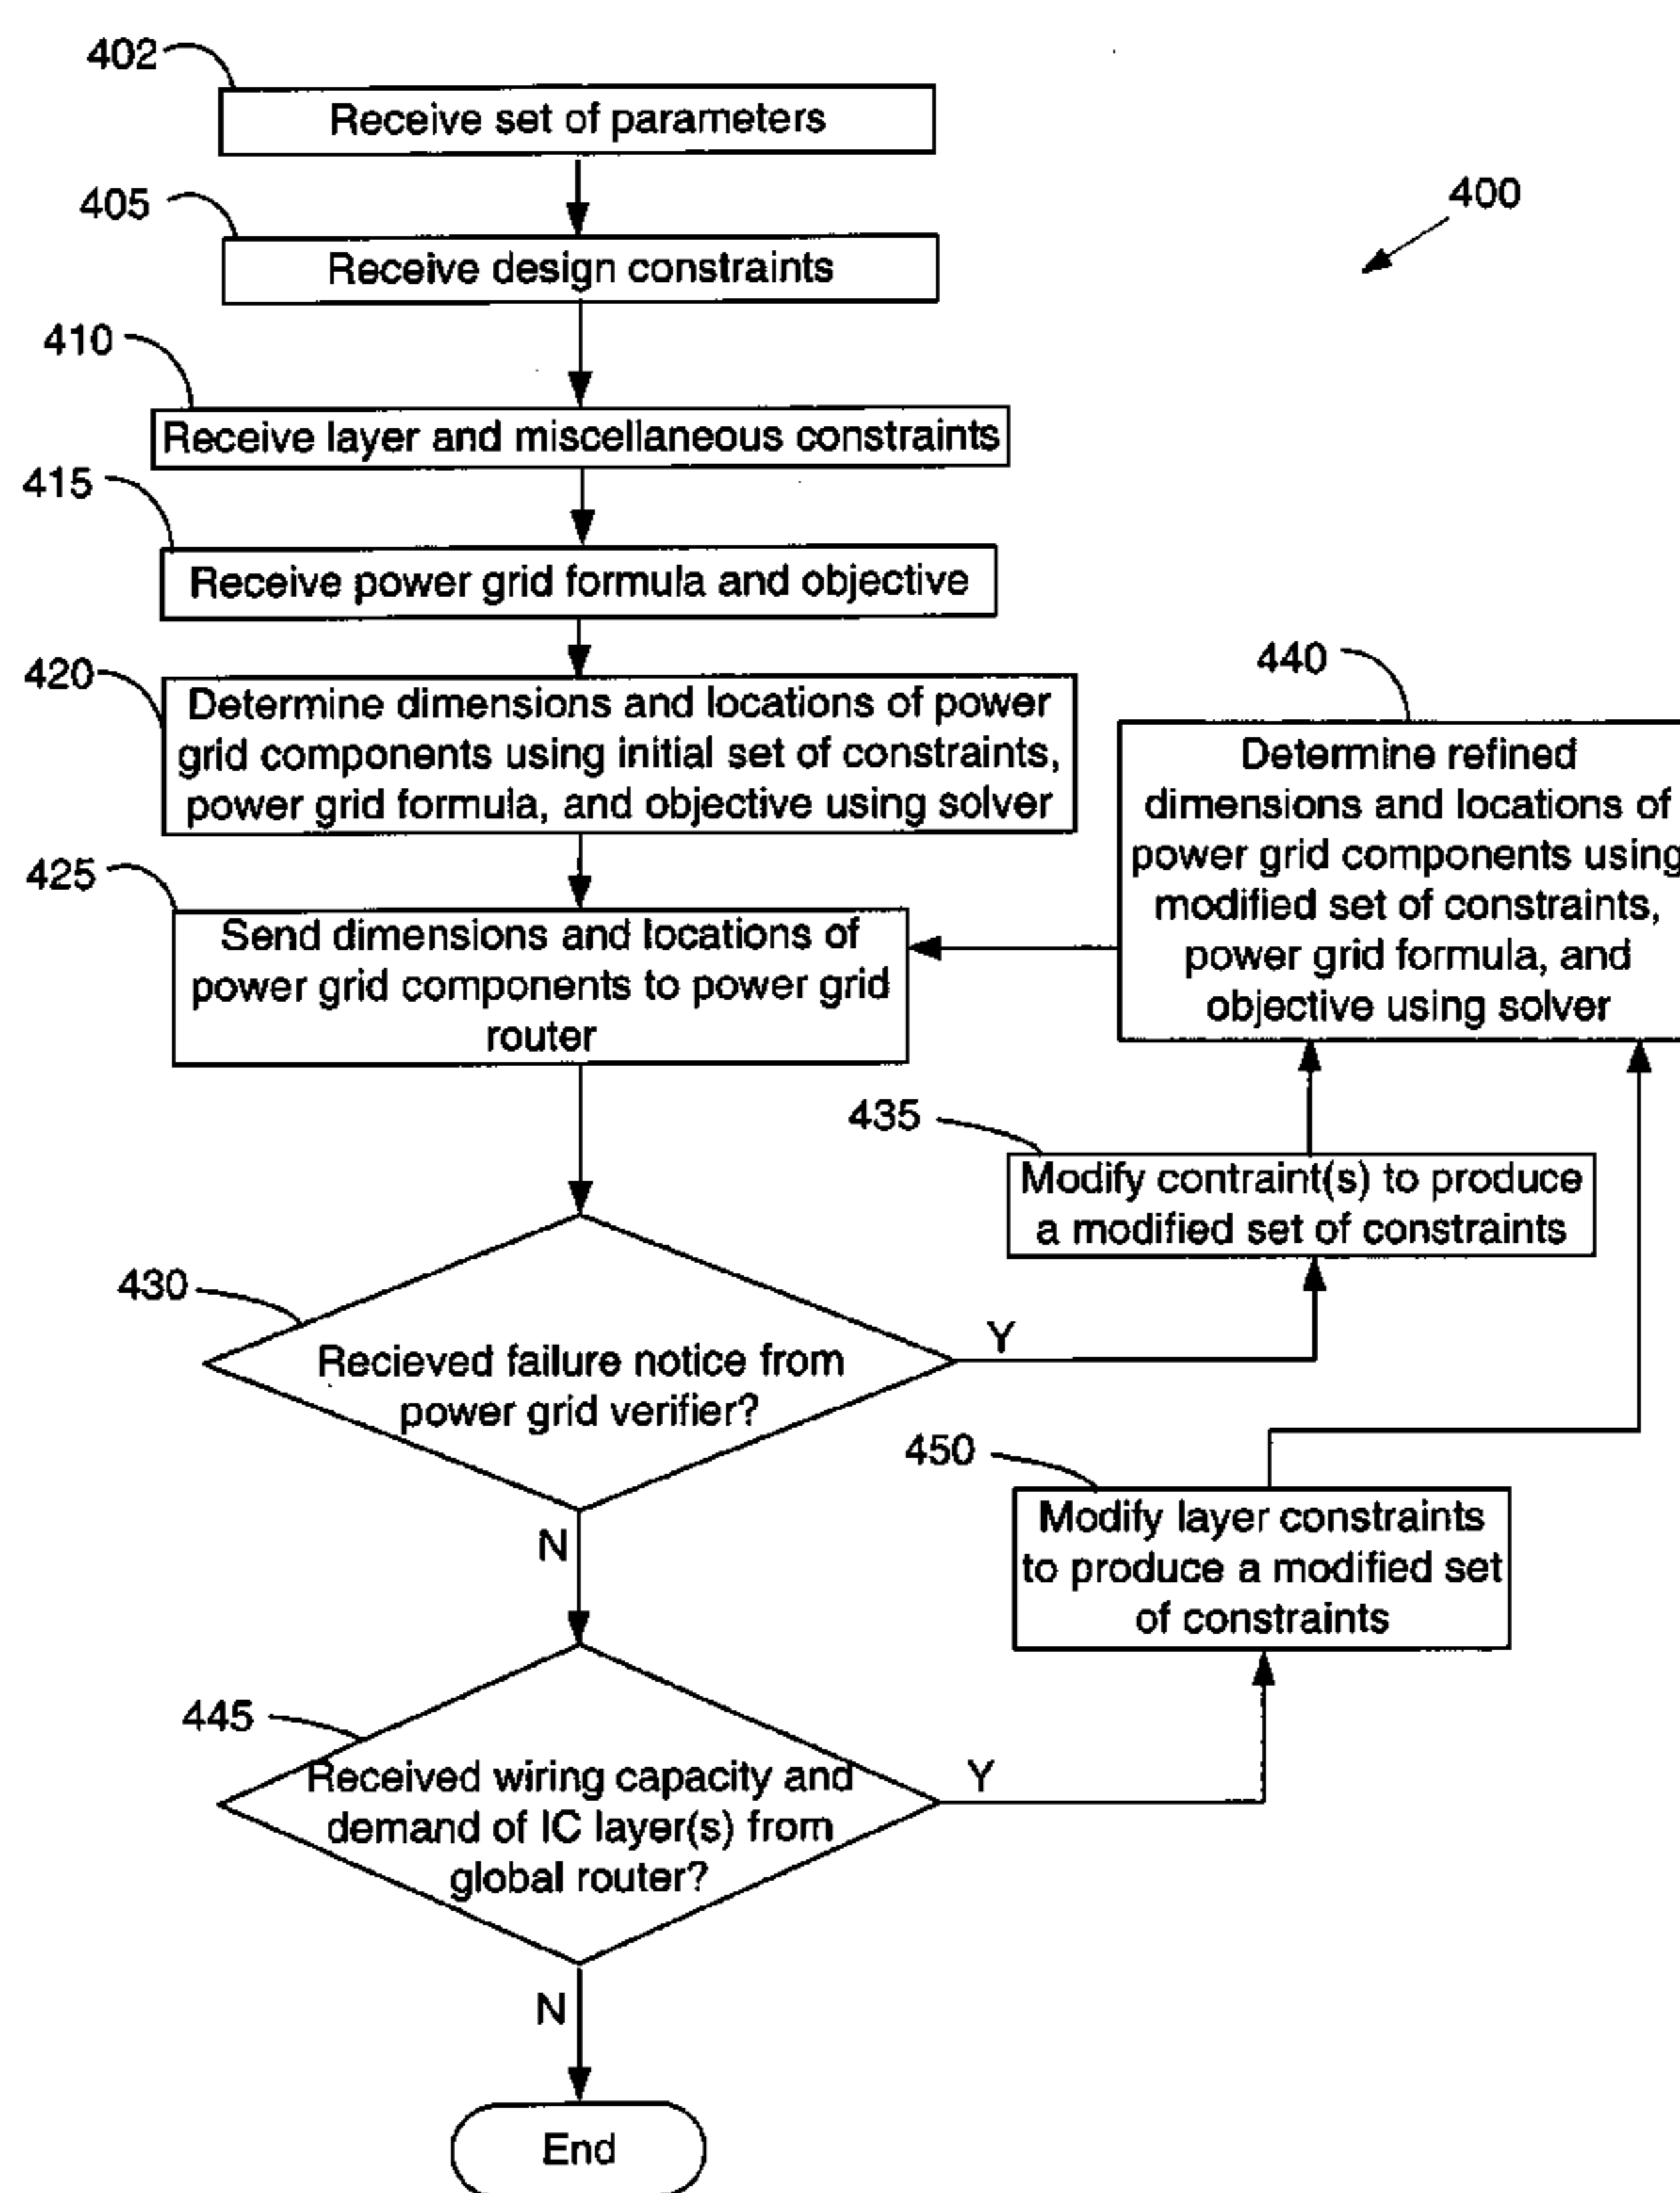 402
Receive set of parameters
400
405
Receive design constraints
410
Receive layer and miscellaneous constraints
415
Receive power grid formula and objective
420
Determine dimensions and locations of power
grid components using initial set of constraints,
power grid formula, and objective using solver
440
Determine refined
dimensions and locations of
power grid components using
modified set of constraints,
power grid formula, and
objective using solver
425
Send dimensions and locations of
power grid components to power grid
router
435
Modify contraint(s) to produce
a modified set of constraints
430
Recieved failure notice from
power grid verifier?
Y
N
450
Modify layer constraints
to produce a modified set
of constraints
445
Received wiring capacity and
demand of IC layer(s) from
global router?
Y
N
End